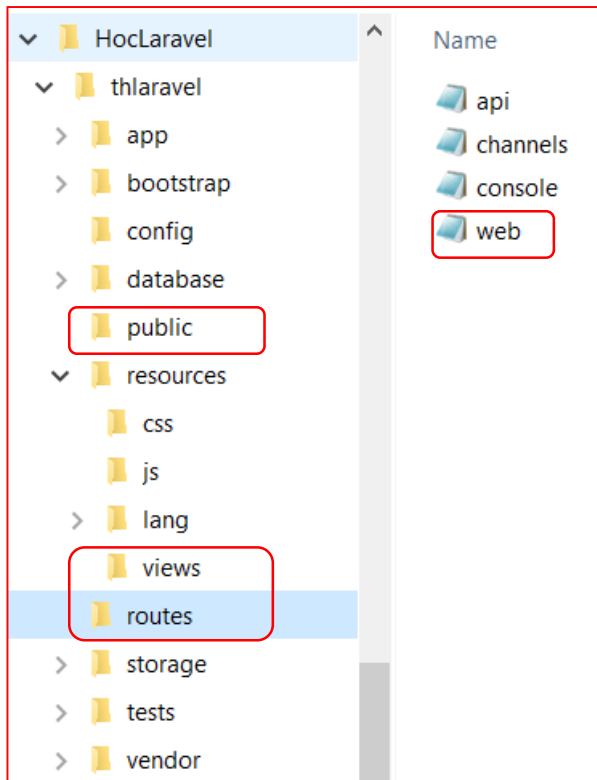 HocLaravel
thlaravel
app
bootstrap
config
database
public
resources
css
js
lang
views
routes
storage
tests
vendor
Name
api
channels
console
web